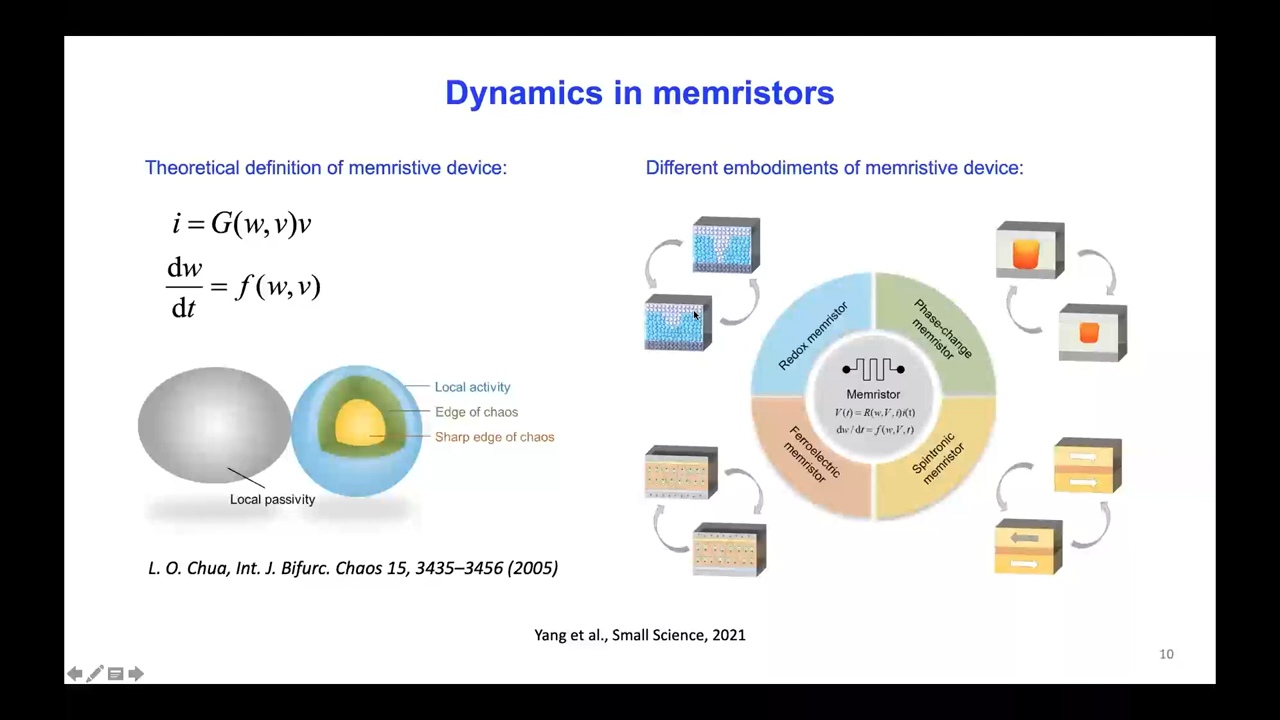 Dynamics in memristors
Theoretical definition of memristive device:
i = G(w, v)v
dw/dt = f(w, v)
Local activity
Edge of chaos
Sharp edge of chaos
Local passivity
L. O. Chua, Int. J. Bifurc. Chaos 15, 3435–3456 (2005)
Different embodiments of memristive device:
Redox memristor
Phase-change
memristor
Memristor
V(t) = R(w,V,i)i(t)
dw / dt = f(w,V,t)
Ferroelectric
memristor
Spintronic
memristor
Yang et al., Small Science, 2021
10